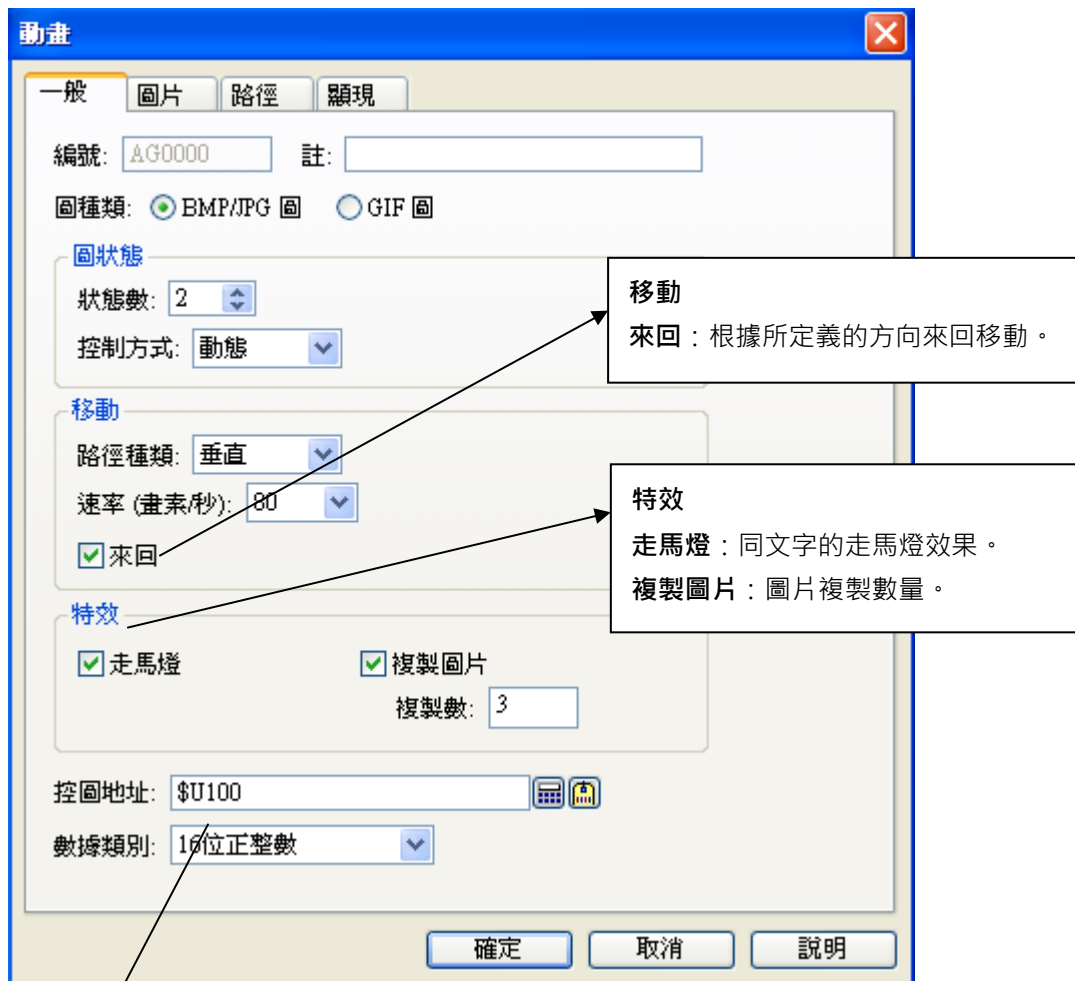 動畫
一般 圖片 路徑 顯現
編號: AG0000 註:
圖種類: BMP/JPG 圖 GIF 圖
圖狀態
狀態數: 2
控制方式: 動態
移動
來回：根據所定義的方向來回移動。
移動
路徑種類: 垂直
速率 (畫素/秒): 80
來回
特效
走馬燈：同文字的走馬燈效果。
複製圖片：圖片複製數量。
特效
走馬燈 複製圖片
複製數: 3
控圖地址: $U100
數據類別: 16位正整數
確定 取消 說明